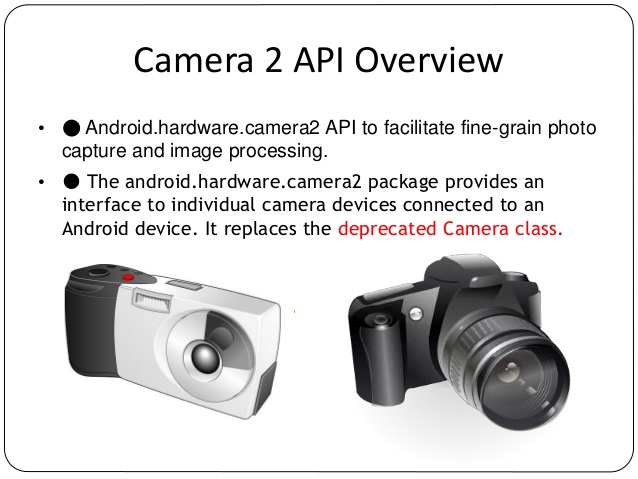 Camera 2 API Overview
• ● Android.hardware.camera2 API to facilitate fine-grain photo
capture and image processing.
• ● The android.hardware.camera2 package provides an
interface to individual camera devices connected to an
Android device. It replaces the deprecated Camera class.